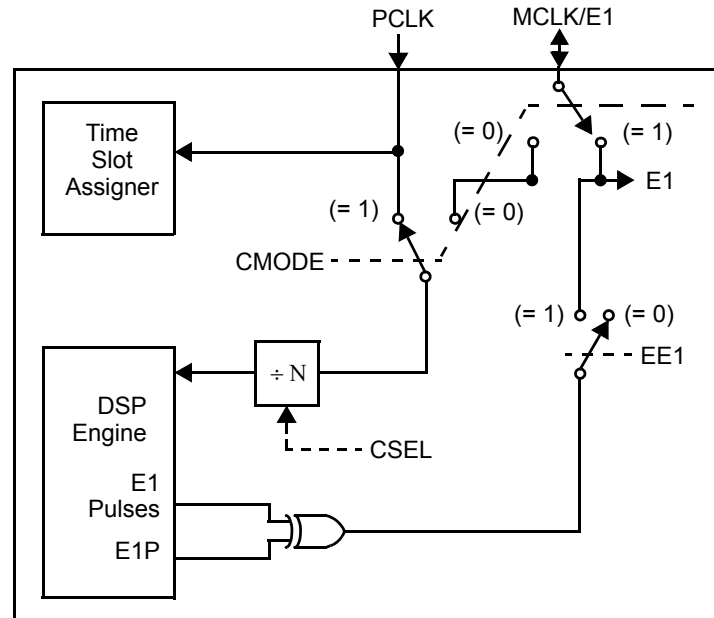 PCLK
MCLK/E1
Time
Slot
Assigner
(= 0)
(= 1)
E1
(= 1)
(= 0)
CMODE
(= 1)
(= 0)
EE1
÷ N
DSP
Engine
CSEL
E1
Pulses
E1P